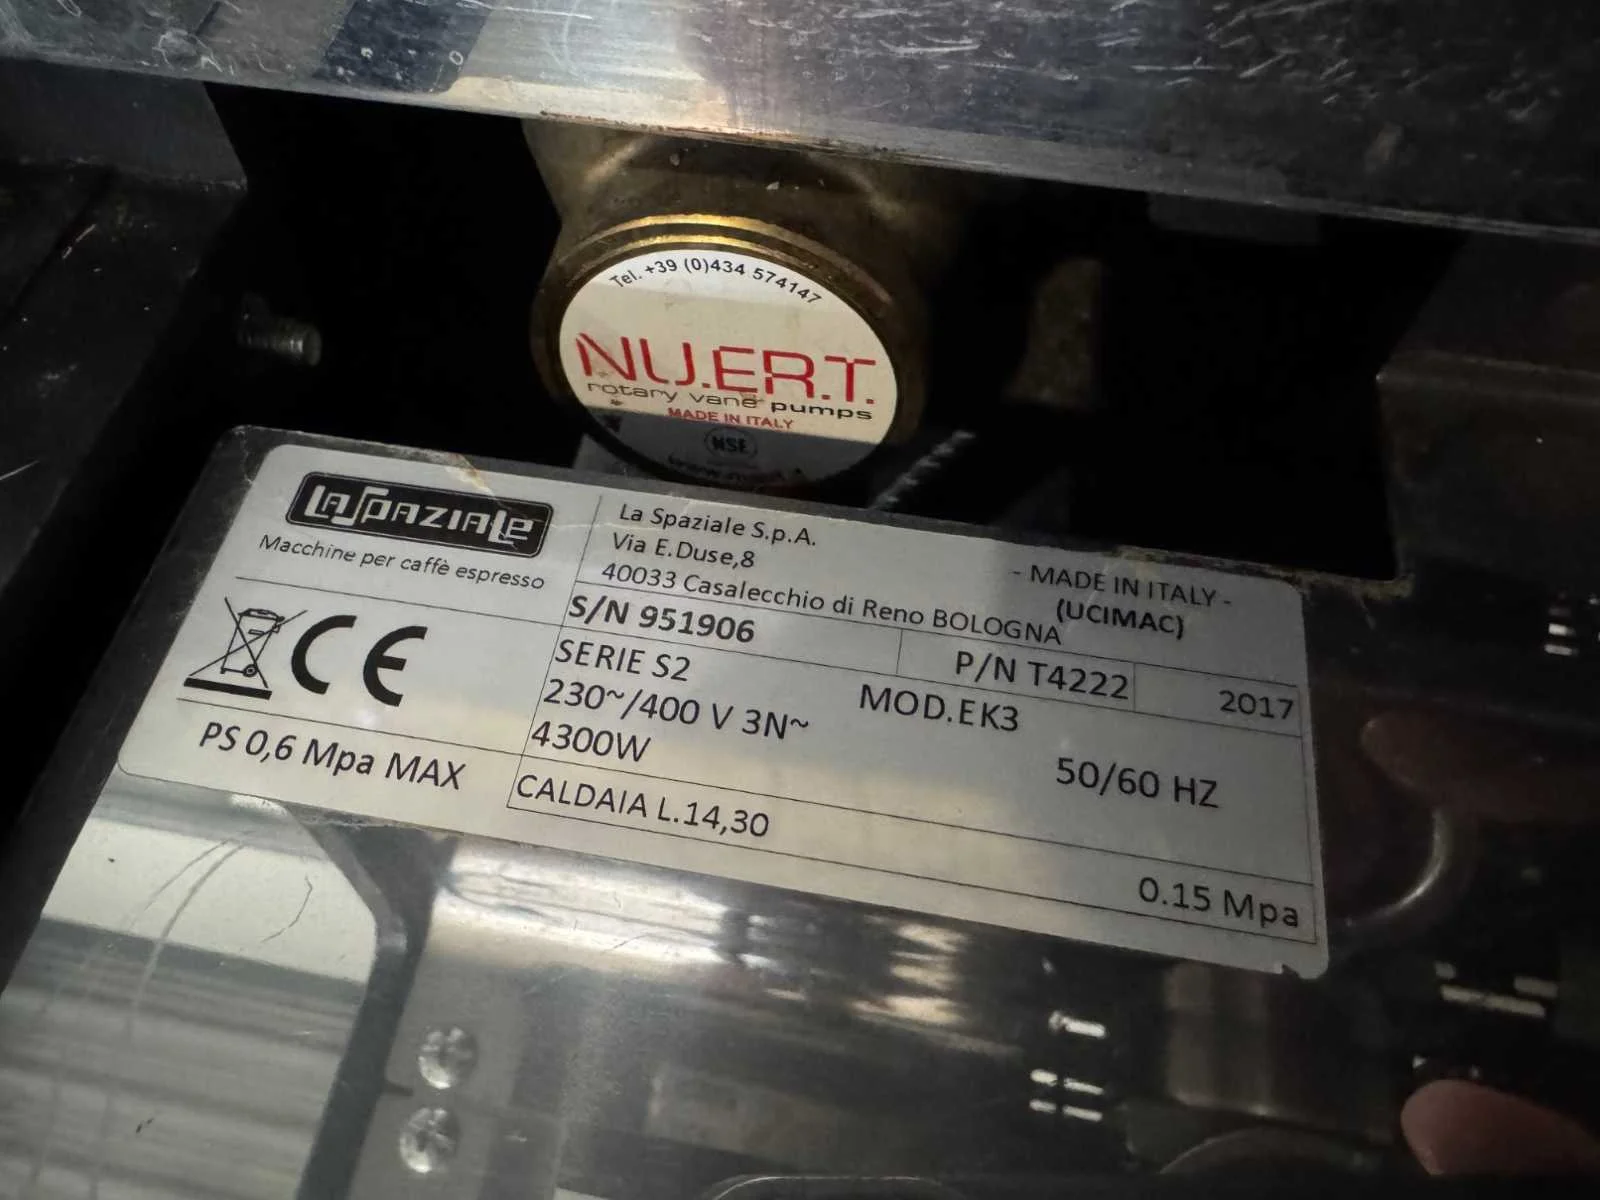 Tel. +39 (0)434 574147
NU.ER.T.
rotary vane pumps
MADE IN ITALY
NSF
LASPAZIALE
Macchine per caffè espresso
La Spaziale S.p.A.
Via E.Duse,8
40033 Casalecchio di Reno BOLOGNA
- MADE IN ITALY -
(UCIMAC)
S/N 951906
P/N T4222
2017
SERIE S2
MOD.EK3
230~/400 V 3N~
50/60 HZ
4300W
CE
PS 0,6 Mpa MAX
CALDAIA L.14,30
0.15 Mpa